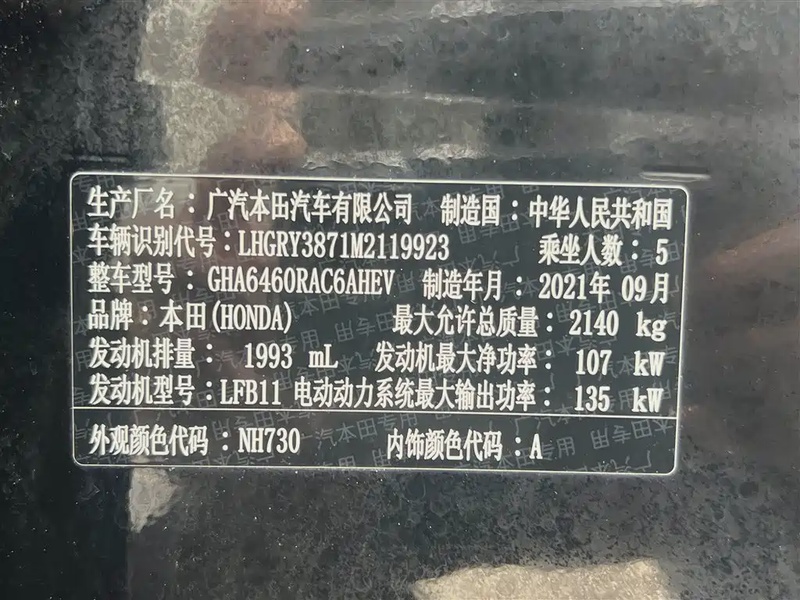 生产厂名：广汽本田汽车有限公司 制造国：中华人民共和国
车辆识别代号：LHGRY3871M2119923 乘坐人数：5
整车型号：GHA6460RAC6AHEV 制造年月：2021年 09月
品牌：本田(HONDA) 最大允许总质量：2140 kg
发动机排量：1993 mL 发动机最大净功率：107 kW
发动机型号：LFB11 电动动力系统最大输出功率：135 kW
外观颜色代码：NH730 内饰颜色代码：A